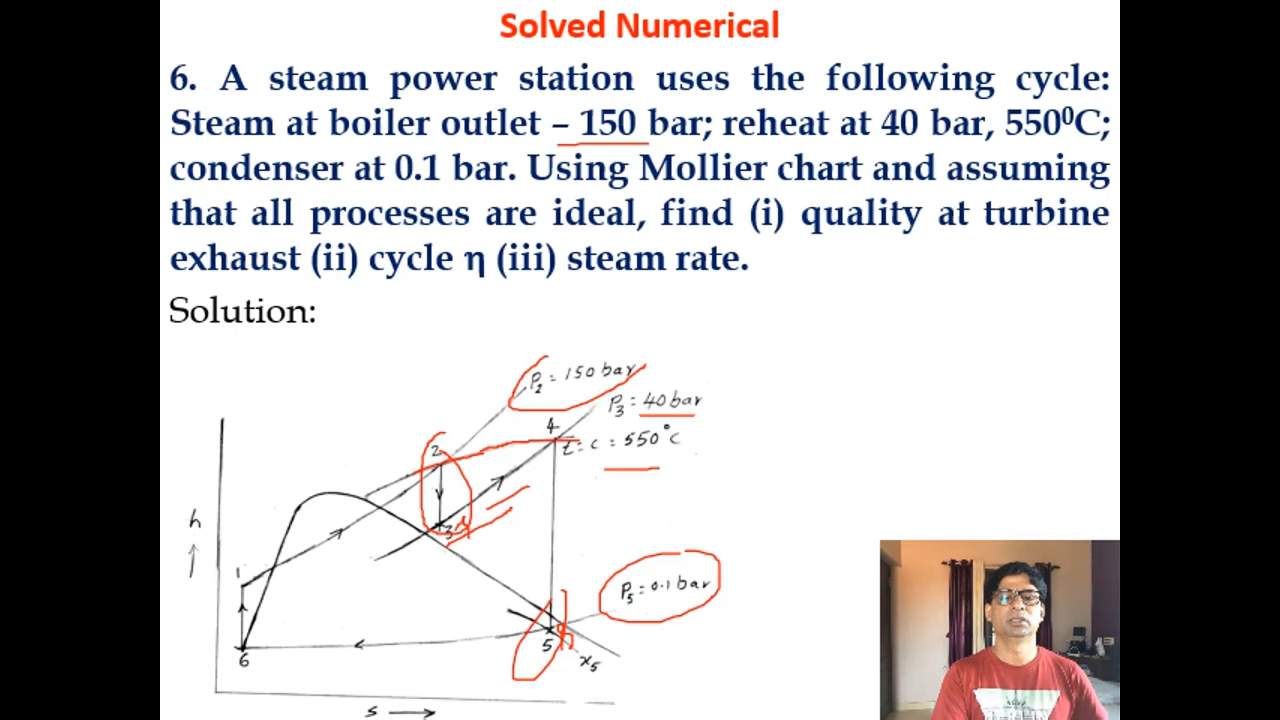 Solved Numerical
6. A steam power station uses the following cycle:
Steam at boiler outlet – 150 bar; reheat at 40 bar, 550⁰C;
condenser at 0.1 bar. Using Mollier chart and assuming
that all processes are ideal, find (i) quality at turbine
exhaust (ii) cycle η (iii) steam rate.
Solution:
P₂ = 150 bar
P₃ = 40 bar
4
t = c = 550°C
2
3
h
1
P₅ = 0.1 bar
5
x₅
6
s